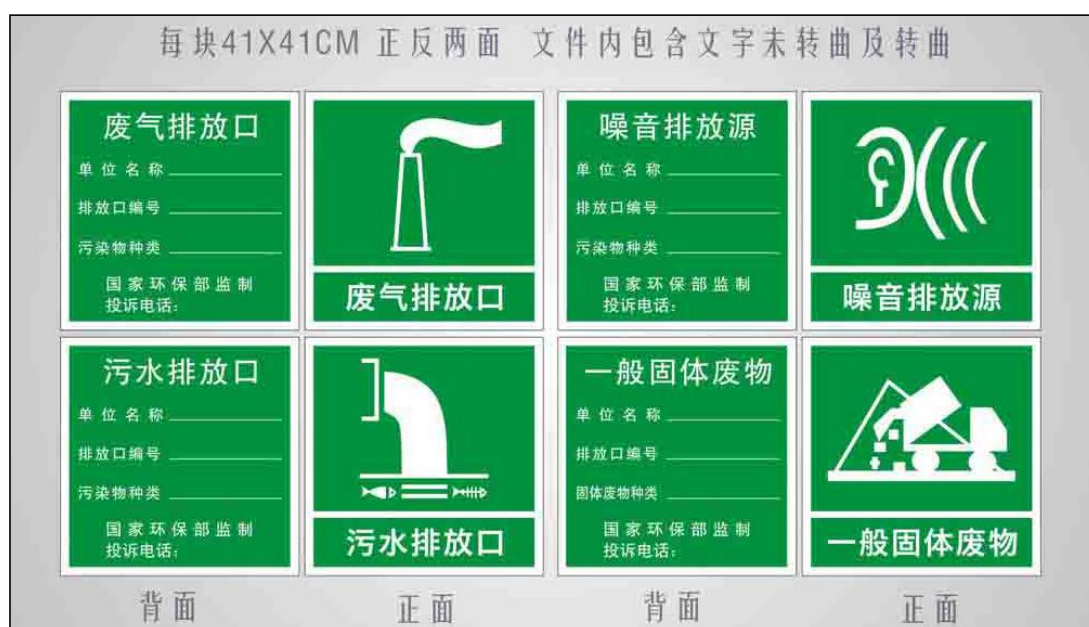 每块41X41CM 正反两面 文件内包含文字未转曲及转曲
废气排放口
单位名称
排放口编号
污染物种类
国家环保部监制
投诉电话:
废气排放口
噪音排放源
单位名称
排放口编号
污染物种类
国家环保部监制
投诉电话:
噪音排放源
污水排放口
单位名称
排放口编号
污染物种类
国家环保部监制
投诉电话:
污水排放口
一般固体废物
单位名称
排放口编号
固体废物种类
国家环保部监制
投诉电话:
一般固体废物
背面
正面
背面
正面